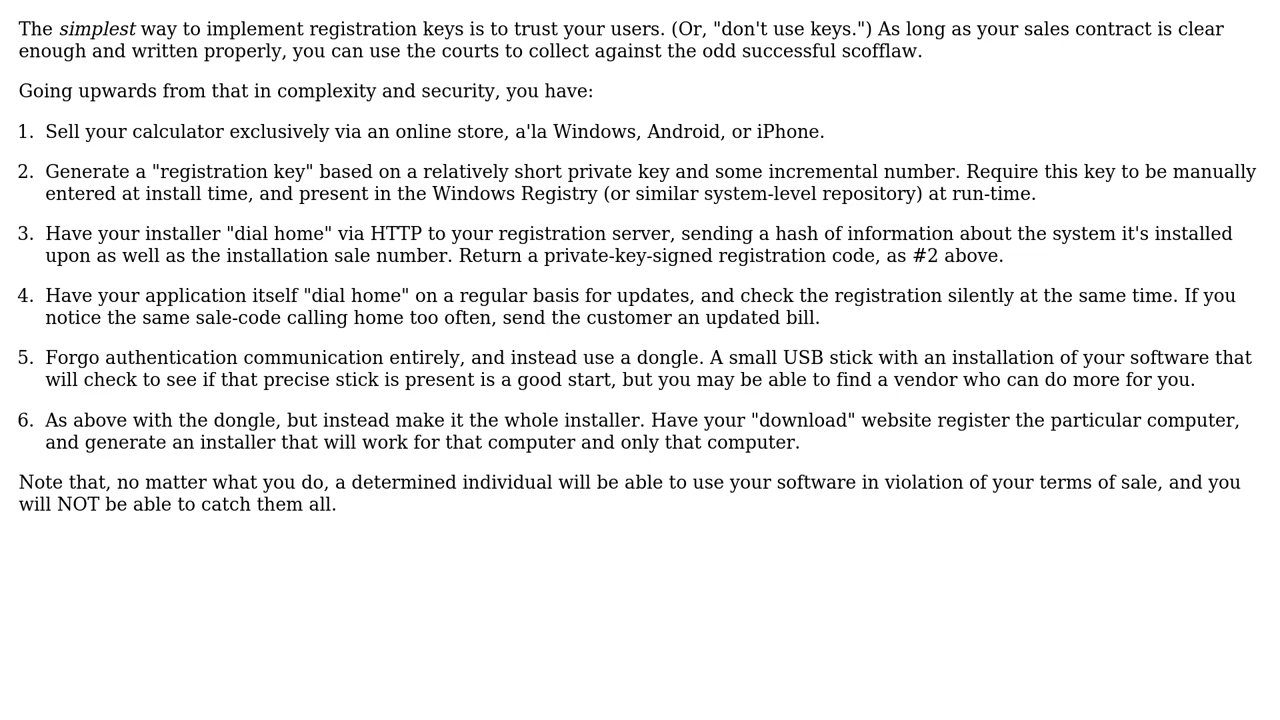 The simplest way to implement registration keys is to trust your users. (Or, "don't use keys.") As long as your sales contract is clear
enough and written properly, you can use the courts to collect against the odd successful scofflaw.
Going upwards from that in complexity and security, you have:
1. Sell your calculator exclusively via an online store, a'la Windows, Android, or iPhone.
2. Generate a "registration key" based on a relatively short private key and some incremental number. Require this key to be manually
entered at install time, and present in the Windows Registry (or similar system-level repository) at run-time.
3. Have your installer "dial home" via HTTP to your registration server, sending a hash of information about the system it's installed
upon as well as the installation sale number. Return a private-key-signed registration code, as #2 above.
4. Have your application itself "dial home" on a regular basis for updates, and check the registration silently at the same time. If you
notice the same sale-code calling home too often, send the customer an updated bill.
5. Forgo authentication communication entirely, and instead use a dongle. A small USB stick with an installation of your software that
will check to see if that precise stick is present is a good start, but you may be able to find a vendor who can do more for you.
6. As above with the dongle, but instead make it the whole installer. Have your "download" website register the particular computer,
and generate an installer that will work for that computer and only that computer.
Note that, no matter what you do, a determined individual will be able to use your software in violation of your terms of sale, and you
will NOT be able to catch them all.